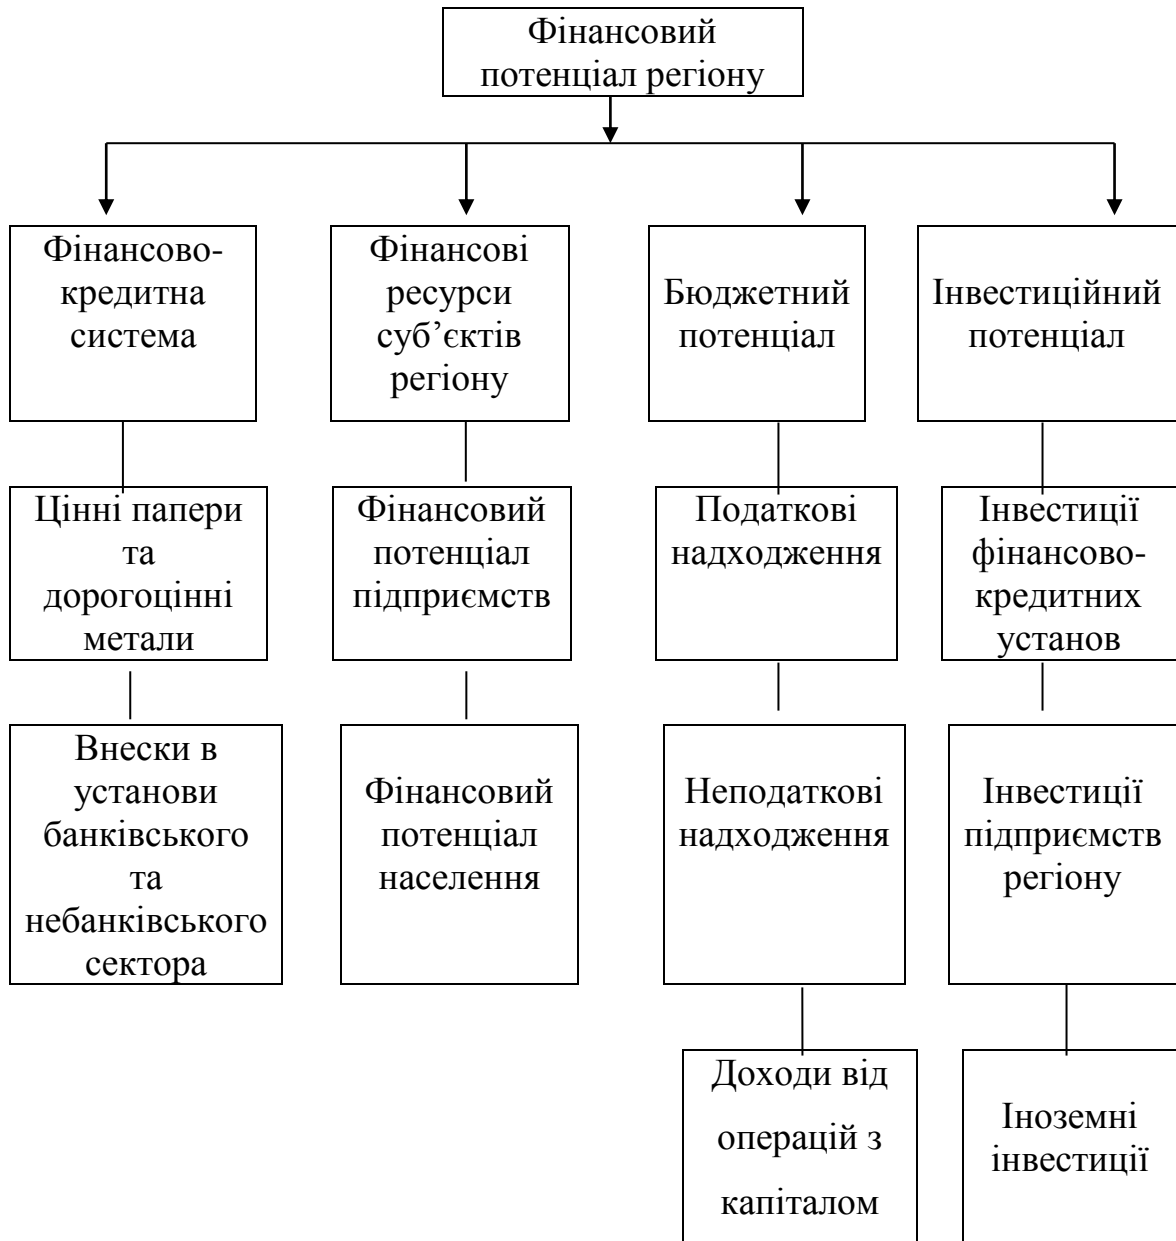 Фінансовий
потенціал регіону
Фінансово-
кредитна
система
Фінансові
ресурси
суб’єктів
регіону
Бюджетний
потенціал
Інвестиційний
потенціал
Цінні папери
та
дорогоцінні
метали
Фінансовий
потенціал
підприємств
Податкові
надходження
Інвестиції
фінансово-
кредитних
установ
Внески в
установи
банківського
та
небанківського
сектора
Фінансовий
потенціал
населення
Неподаткові
надходження
Інвестиції
підприємств
регіону
Доходи від
операцій з
капіталом
Іноземні
інвестиції